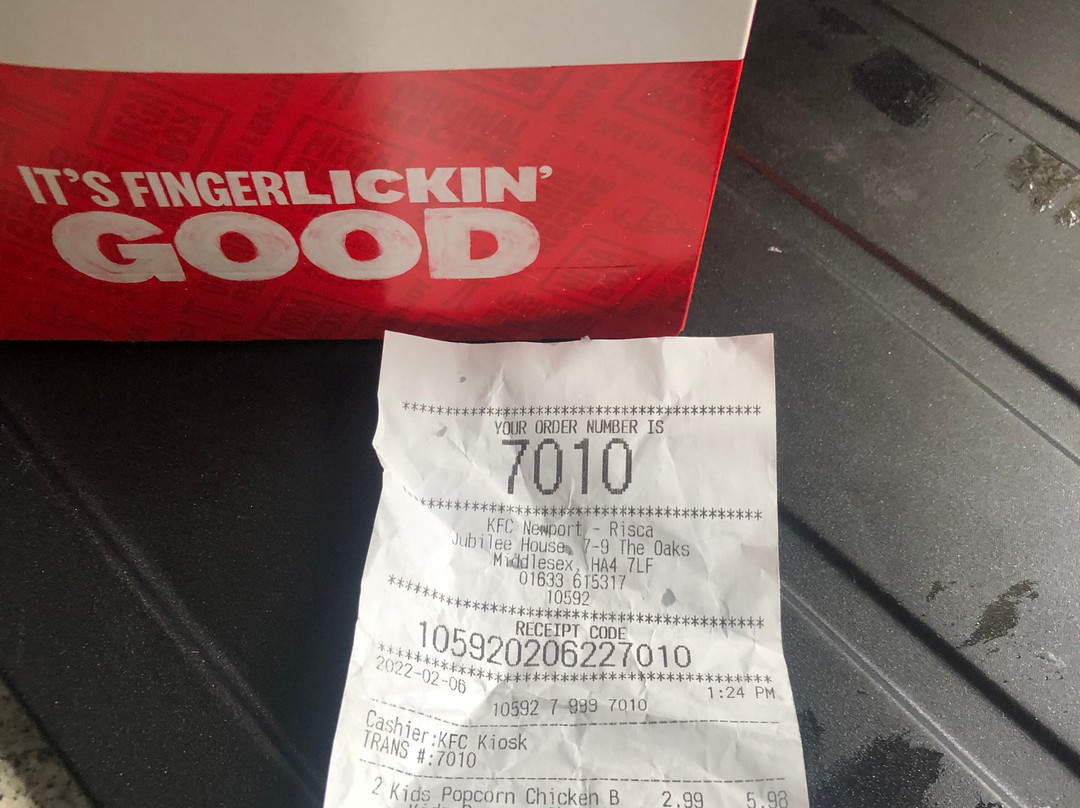 IT'S FINGERLICKIN'
GOOD
****************************************
YOUR ORDER NUMBER IS
7010
****************************************
KFC Newport - Risca
Jubilee House, 7-9 The Oaks
Middlesex, HA4 7LF
01633 615317
10592
****************************************
RECEIPT CODE
105920206227010
****************************************
2022-02-06 1:24 PM
10592 7 999 7010
Cashier:KFC Kiosk
TRANS #:7010
2 Kids Popcorn Chicken B 2.99 5.98